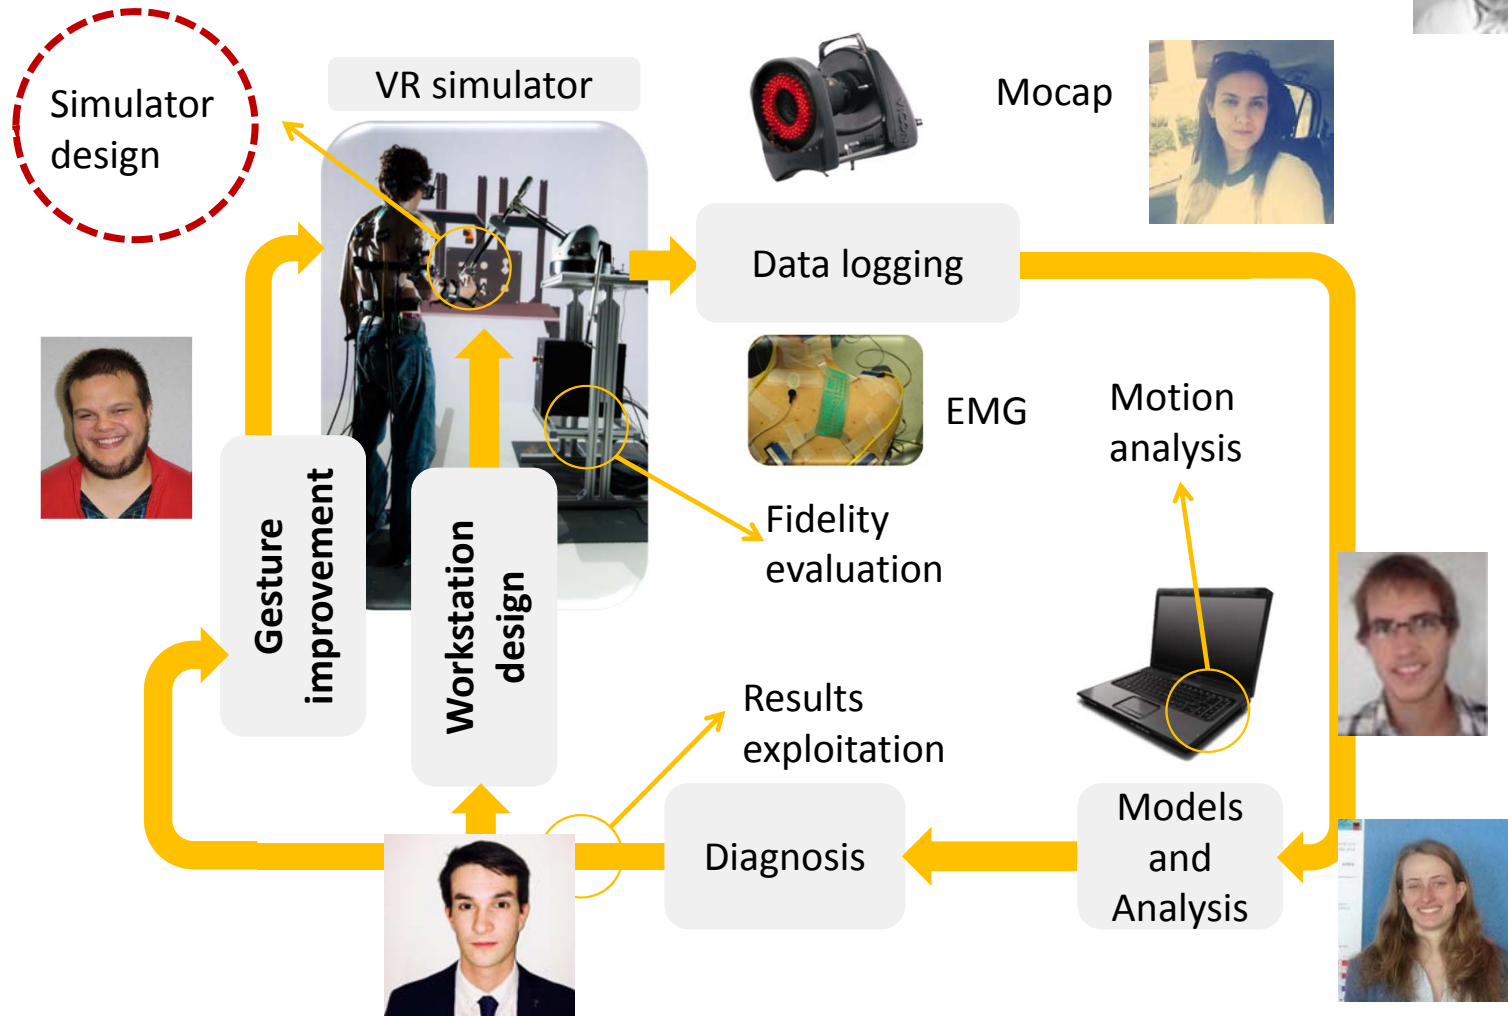 Simulator
design
VR simulator
Mocap
VICON
Data logging
EMG
Motion
analysis
Fidelity
evaluation
Gesture
improvement
Workstation
design
Results
exploitation
Diagnosis
Models
and
Analysis